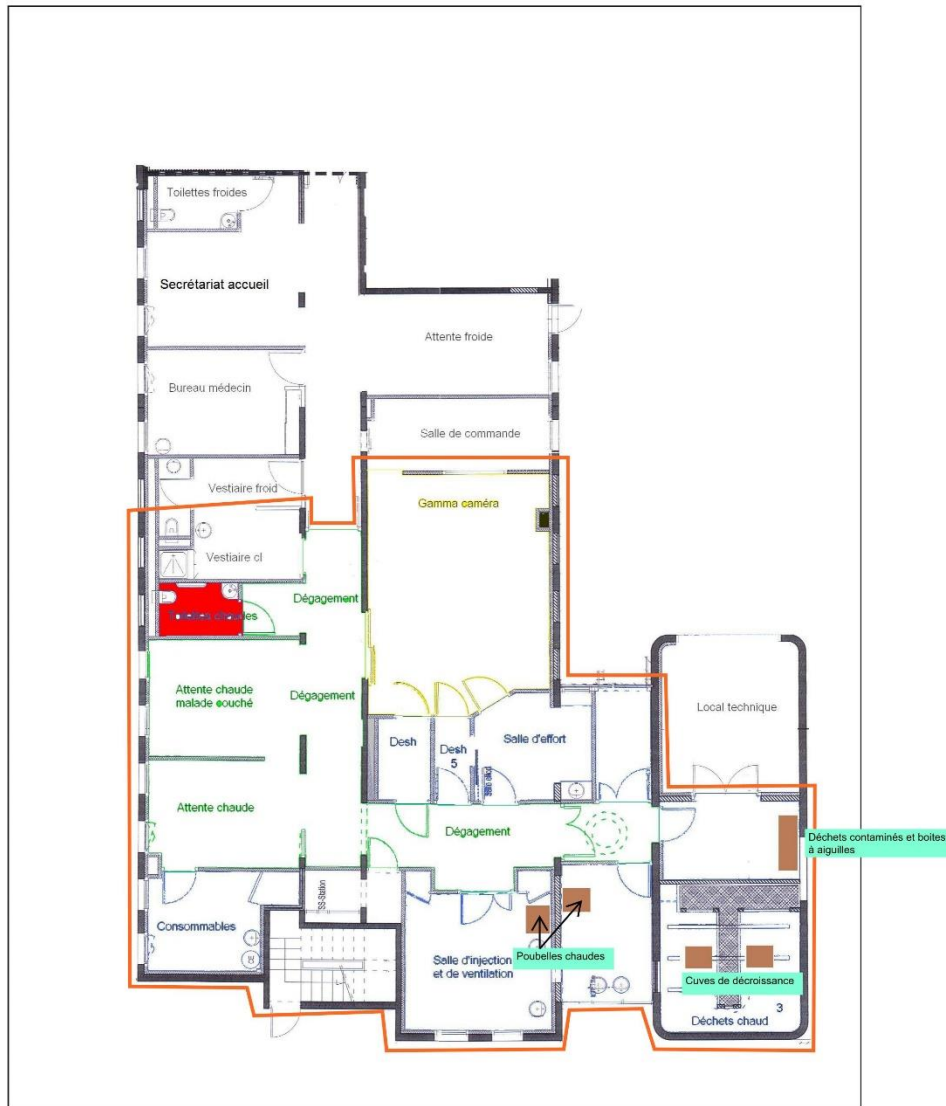 Toilettes froides
Secrétariat accueil
Attente froide
Bureau médecin
Salle de commande
Vestiaire froid
Gamma caméra
Vestiaire cl
Dégagement
Attente chaude
malade couché
Dégagement
Local technique
Desh
Desh
5
Salle d'effort
Attente chaude
Dégagement
Déchets contaminés et boites
à aiguilles
SS-Station
Consommables
Poubelles chaudes
Salle d'injection
et de ventilation
Cuves de décroissance
3
Déchets chaud